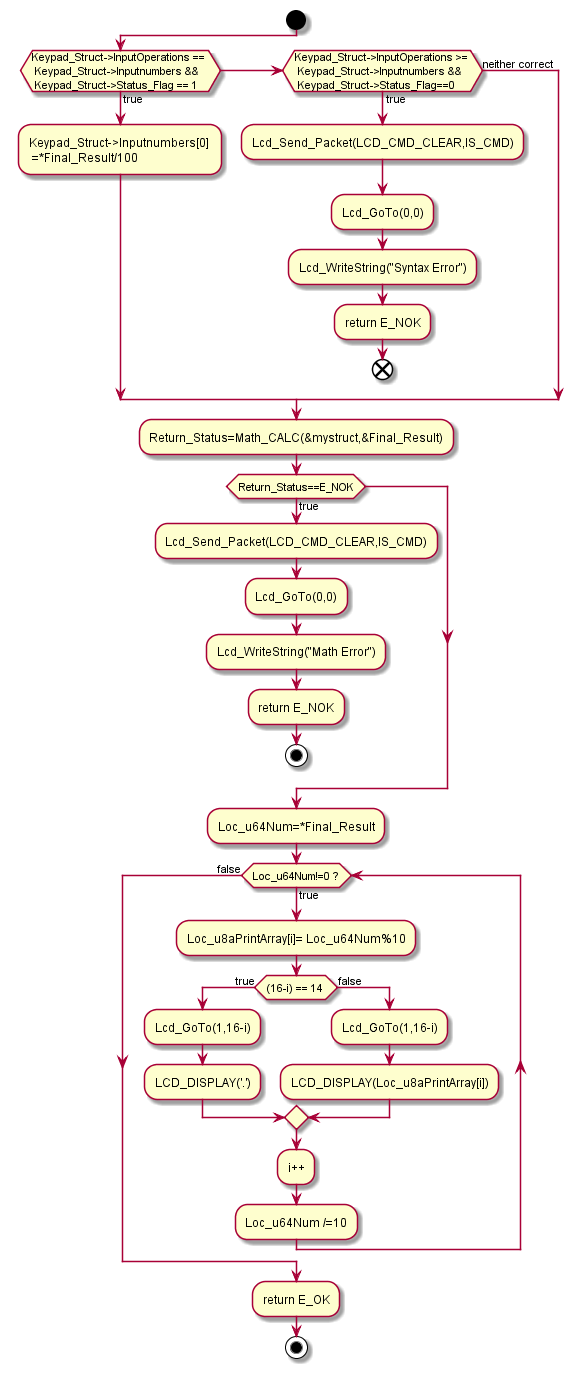 Keypad_Struct->InputOperations ==
Keypad_Struct->Inputnumbers &&
Keypad_Struct->Status_Flag == 1
true
Keypad_Struct->InputOperations >=
Keypad_Struct->Inputnumbers &&
Keypad_Struct->Status_Flag==0
neither correct
true
Keypad_Struct->Inputnumbers[0]
=*Final_Result/100
Lcd_Send_Packet(LCD_CMD_CLEAR,IS_CMD)
Lcd_GoTo(0,0)
Lcd_WriteString("Syntax Error")
return E_NOK
Return_Status=Math_CALC(&mystruct,&Final_Result)
Return_Status==E_NOK
true
Lcd_Send_Packet(LCD_CMD_CLEAR,IS_CMD)
Lcd_GoTo(0,0)
Lcd_WriteString("Math Error")
return E_NOK
Loc_u64Num=*Final_Result
false
Loc_u64Num!=0 ?
true
Loc_u8aPrintArray[i]= Loc_u64Num%10
true
(16-i) == 14
false
Lcd_GoTo(1,16-i)
LCD_DISPLAY('.')
Lcd_GoTo(1,16-i)
LCD_DISPLAY(Loc_u8aPrintArray[i])
i++
Loc_u64Num /=10
return E_OK